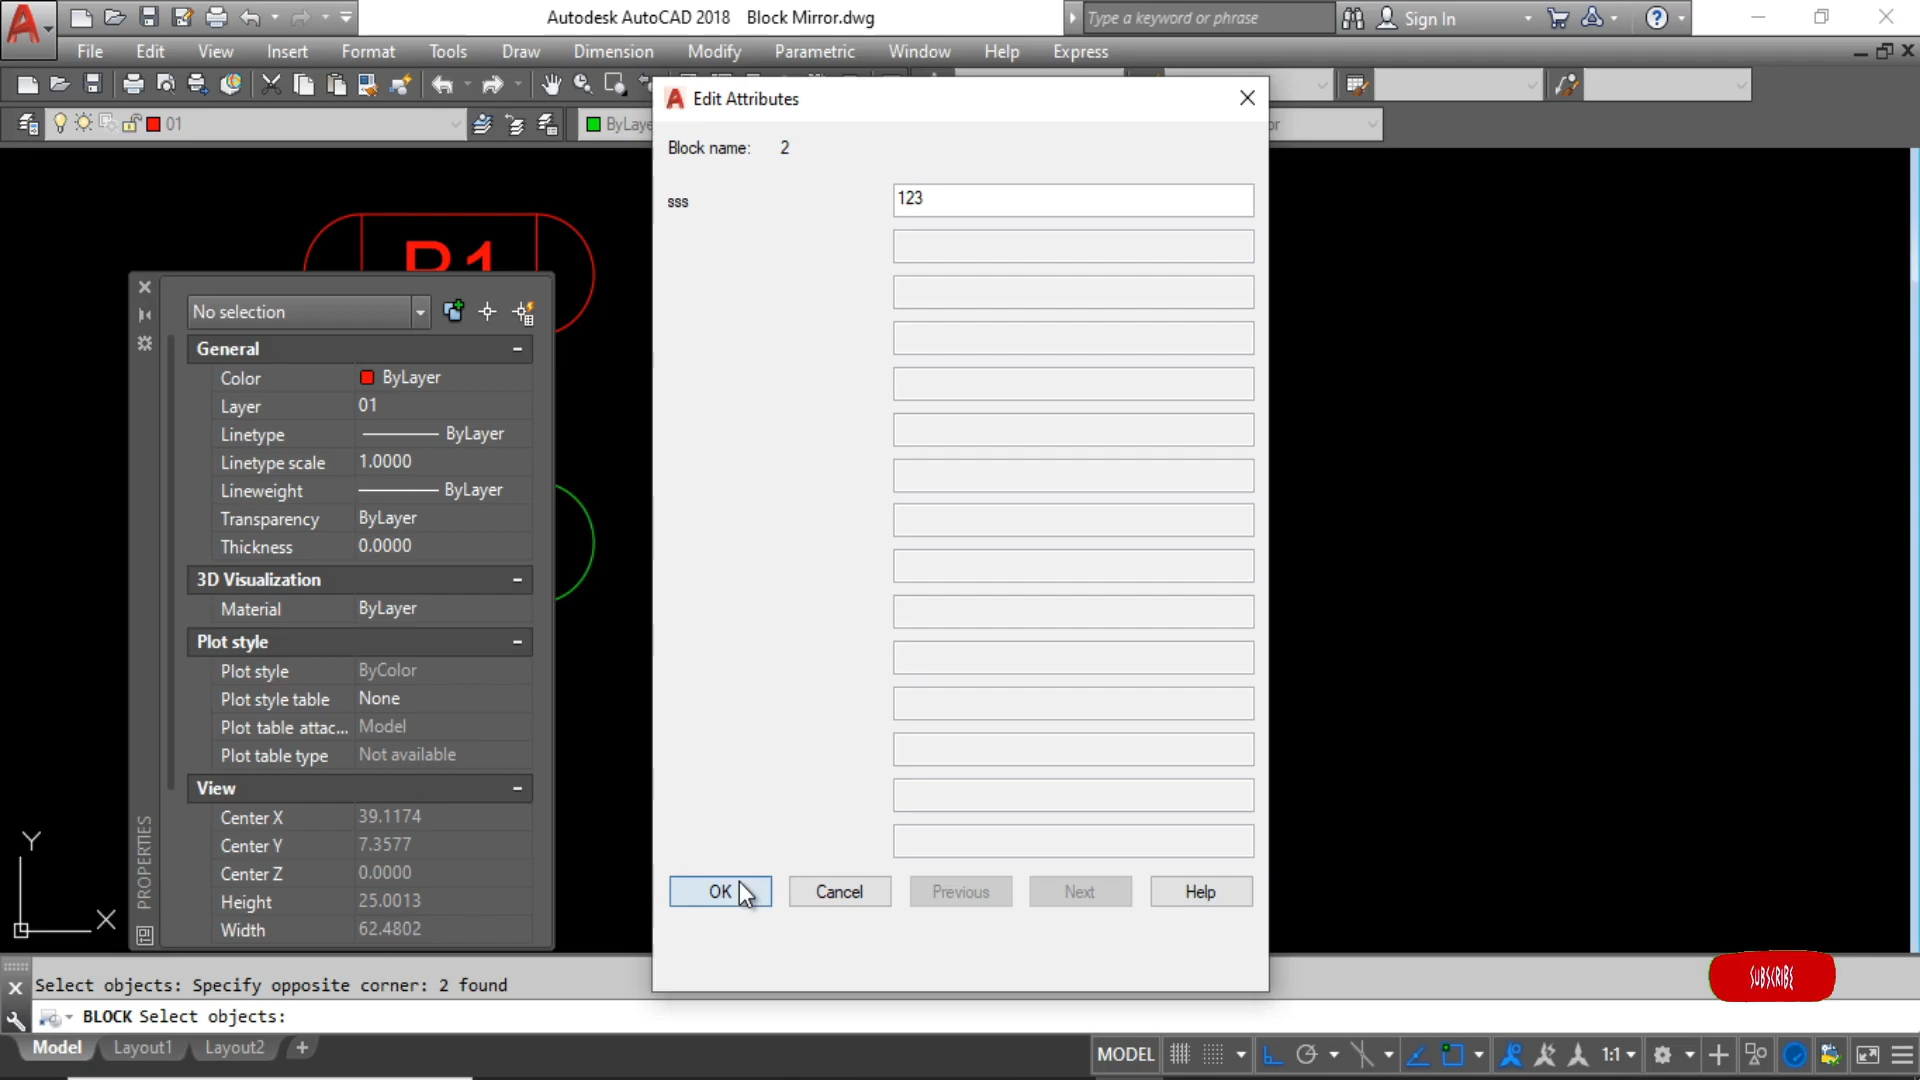 Autodesk AutoCAD 2018 Block Mirror.dwg
Type a keyword or phrase
Sign In
File Edit View Insert Format Tools Draw Dimension Modify Parametric Window Help Express
01
Edit Attributes
Block name: 2
sss 123
No selection
General
Color ByLayer
Layer 01
Linetype ByLayer
Linetype scale 1.0000
Lineweight ByLayer
Transparency ByLayer
Thickness 0.0000
3D Visualization
Material ByLayer
Plot style
Plot style ByColor
Plot style table None
Plot table attac... Model
Plot table type Not available
View
Center X 39.1174
Center Y 7.3577
Center Z 0.0000
Height 25.0013
Width 62.4802
PROPERTIES
Y
X
OK Cancel Previous Next Help
SUBSCRIBE
Select objects: Specify opposite corner: 2 found
BLOCK Select objects:
Model Layout1 Layout2 +
MODEL 1:1